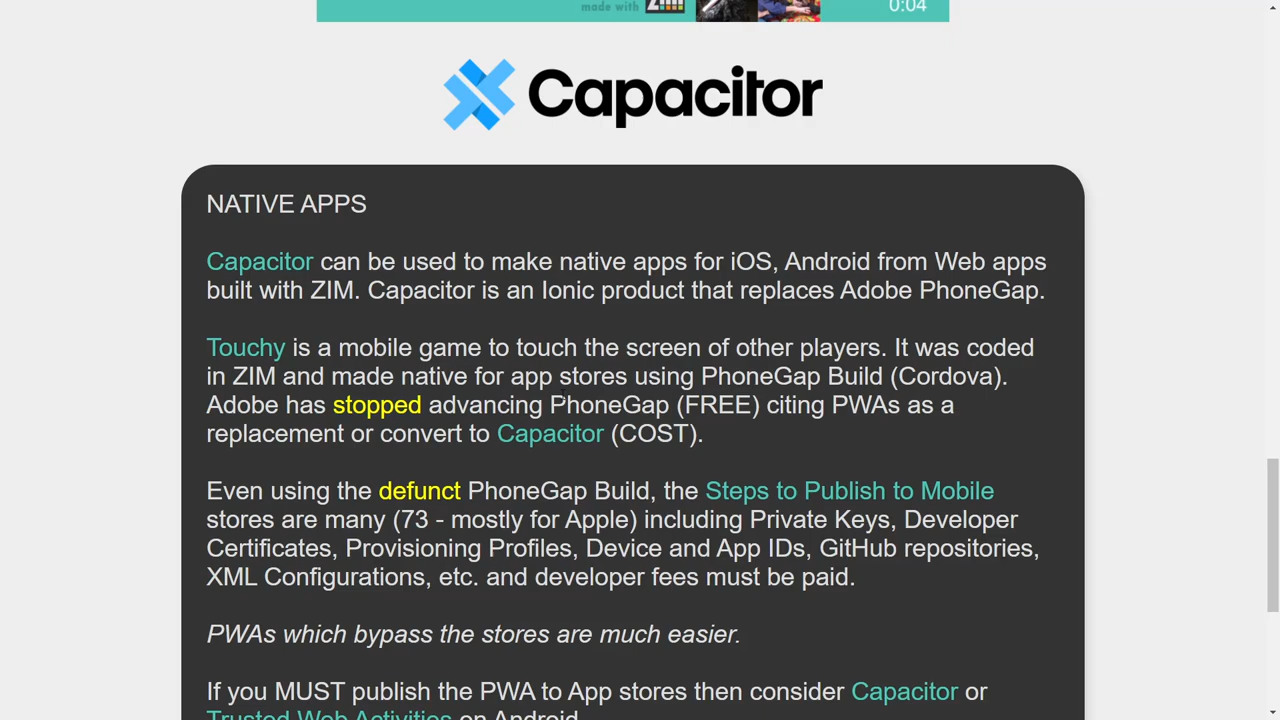 made with ZIM
0:04
Capacitor
NATIVE APPS
Capacitor can be used to make native apps for iOS, Android from Web apps
built with ZIM. Capacitor is an Ionic product that replaces Adobe PhoneGap.
Touchy is a mobile game to touch the screen of other players. It was coded
in ZIM and made native for app stores using PhoneGap Build (Cordova).
Adobe has stopped advancing PhoneGap (FREE) citing PWAs as a
replacement or convert to Capacitor (COST).
Even using the defunct PhoneGap Build, the Steps to Publish to Mobile
stores are many (73 - mostly for Apple) including Private Keys, Developer
Certificates, Provisioning Profiles, Device and App IDs, GitHub repositories,
XML Configurations, etc. and developer fees must be paid.
PWAs which bypass the stores are much easier.
If you MUST publish the PWA to App stores then consider Capacitor or
Trusted Web Activities on Android.